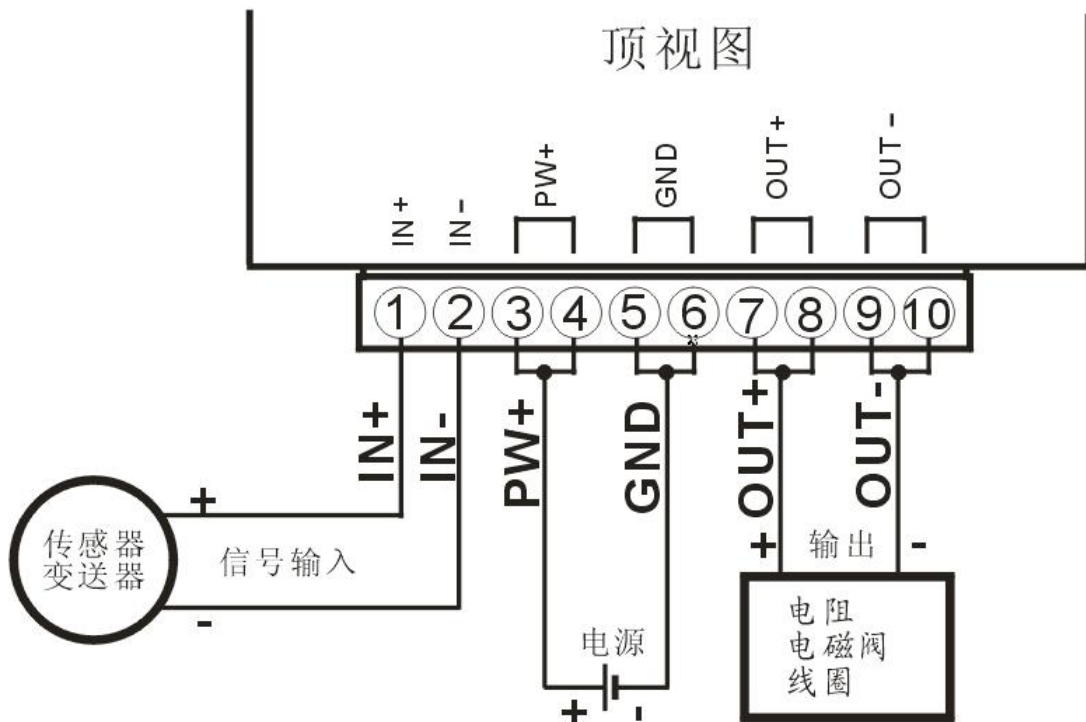 顶视图
IN+
IN-
PW+
GND
OUT+
OUT-
1 2 3 4 5 6 7 8 9 10
IN+
IN-
PW+
GND
OUT+
OUT-
+
传感器
变送器
信号输入
-
+ 输出 -
电阻
电磁阀
线圈
电源
+ -